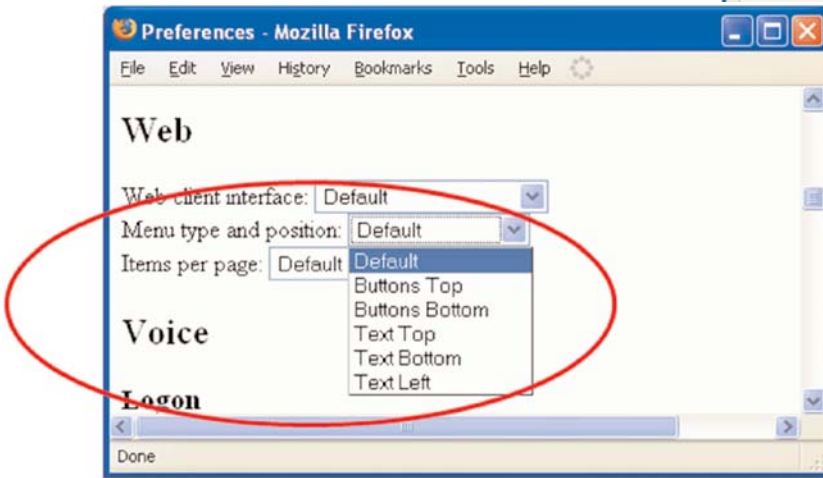 Preferences - Mozilla Firefox
File Edit View History Bookmarks Tools Help
Web
Web client interface: Default
Menu type and position: Default
Items per page: Default
Default
Buttons Top
Buttons Bottom
Text Top
Text Bottom
Text Left
Voice
Logon
Done